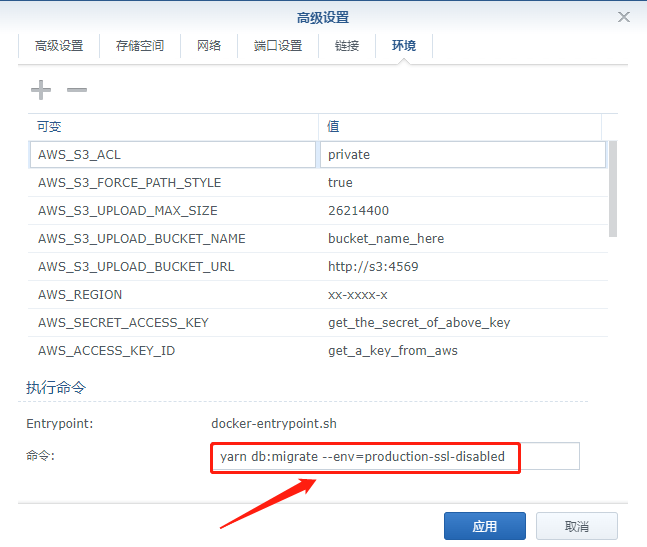 高级设置
高级设置 存储空间 网络 端口设置 链接 环境
可变 值
AWS_S3_ACL private
AWS_S3_FORCE_PATH_STYLE true
AWS_S3_UPLOAD_MAX_SIZE 26214400
AWS_S3_UPLOAD_BUCKET_NAME bucket_name_here
AWS_S3_UPLOAD_BUCKET_URL http://s3:4569
AWS_REGION xx-xxxx-x
AWS_SECRET_ACCESS_KEY get_the_secret_of_above_key
AWS_ACCESS_KEY_ID get_a_key_from_aws
执行命令
Entrypoint: docker-entrypoint.sh
命令: yarn db:migrate --env=production-ssl-disabled
应用 取消